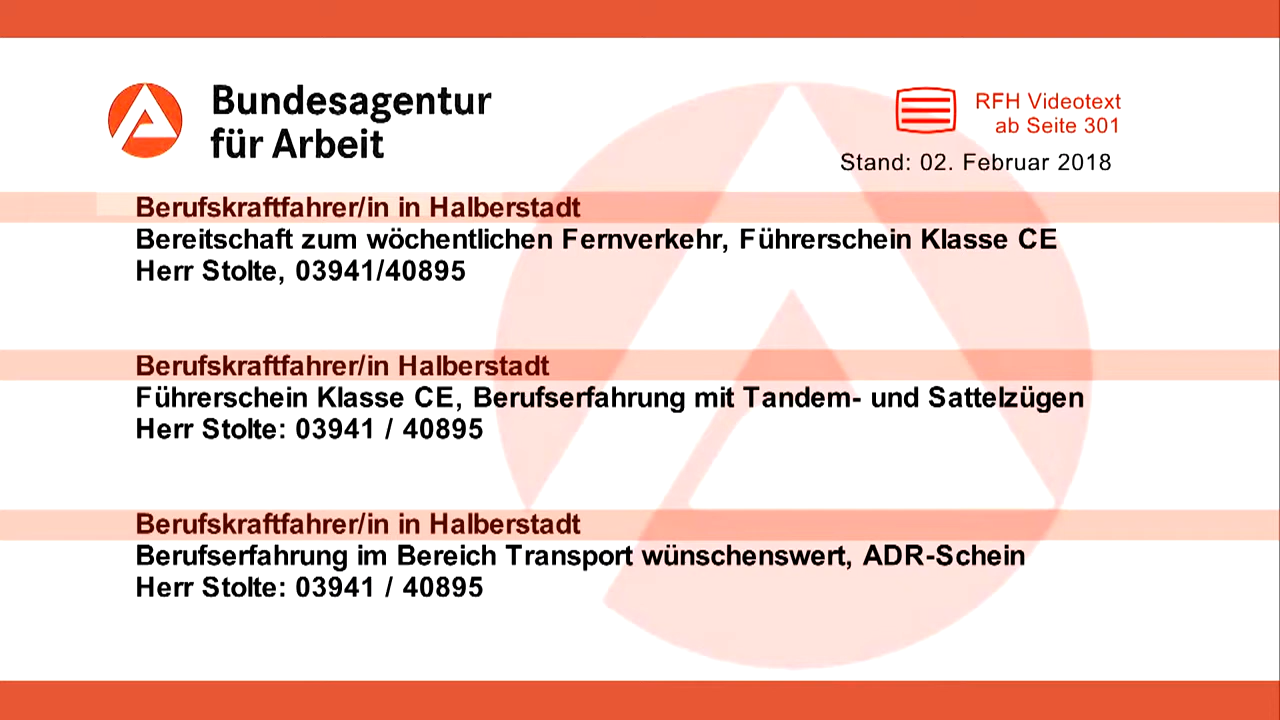 Bundesagentur
für Arbeit
RFH Videotext
ab Seite 301
Stand: 02. Februar 2018
Berufskraftfahrer/in in Halberstadt
Bereitschaft zum wöchentlichen Fernverkehr, Führerschein Klasse CE
Herr Stolte, 03941/40895
Berufskraftfahrer/in Halberstadt
Führerschein Klasse CE, Berufserfahrung mit Tandem- und Sattelzügen
Herr Stolte: 03941 / 40895
Berufskraftfahrer/in in Halberstadt
Berufserfahrung im Bereich Transport wünschenswert, ADR-Schein
Herr Stolte: 03941 / 40895